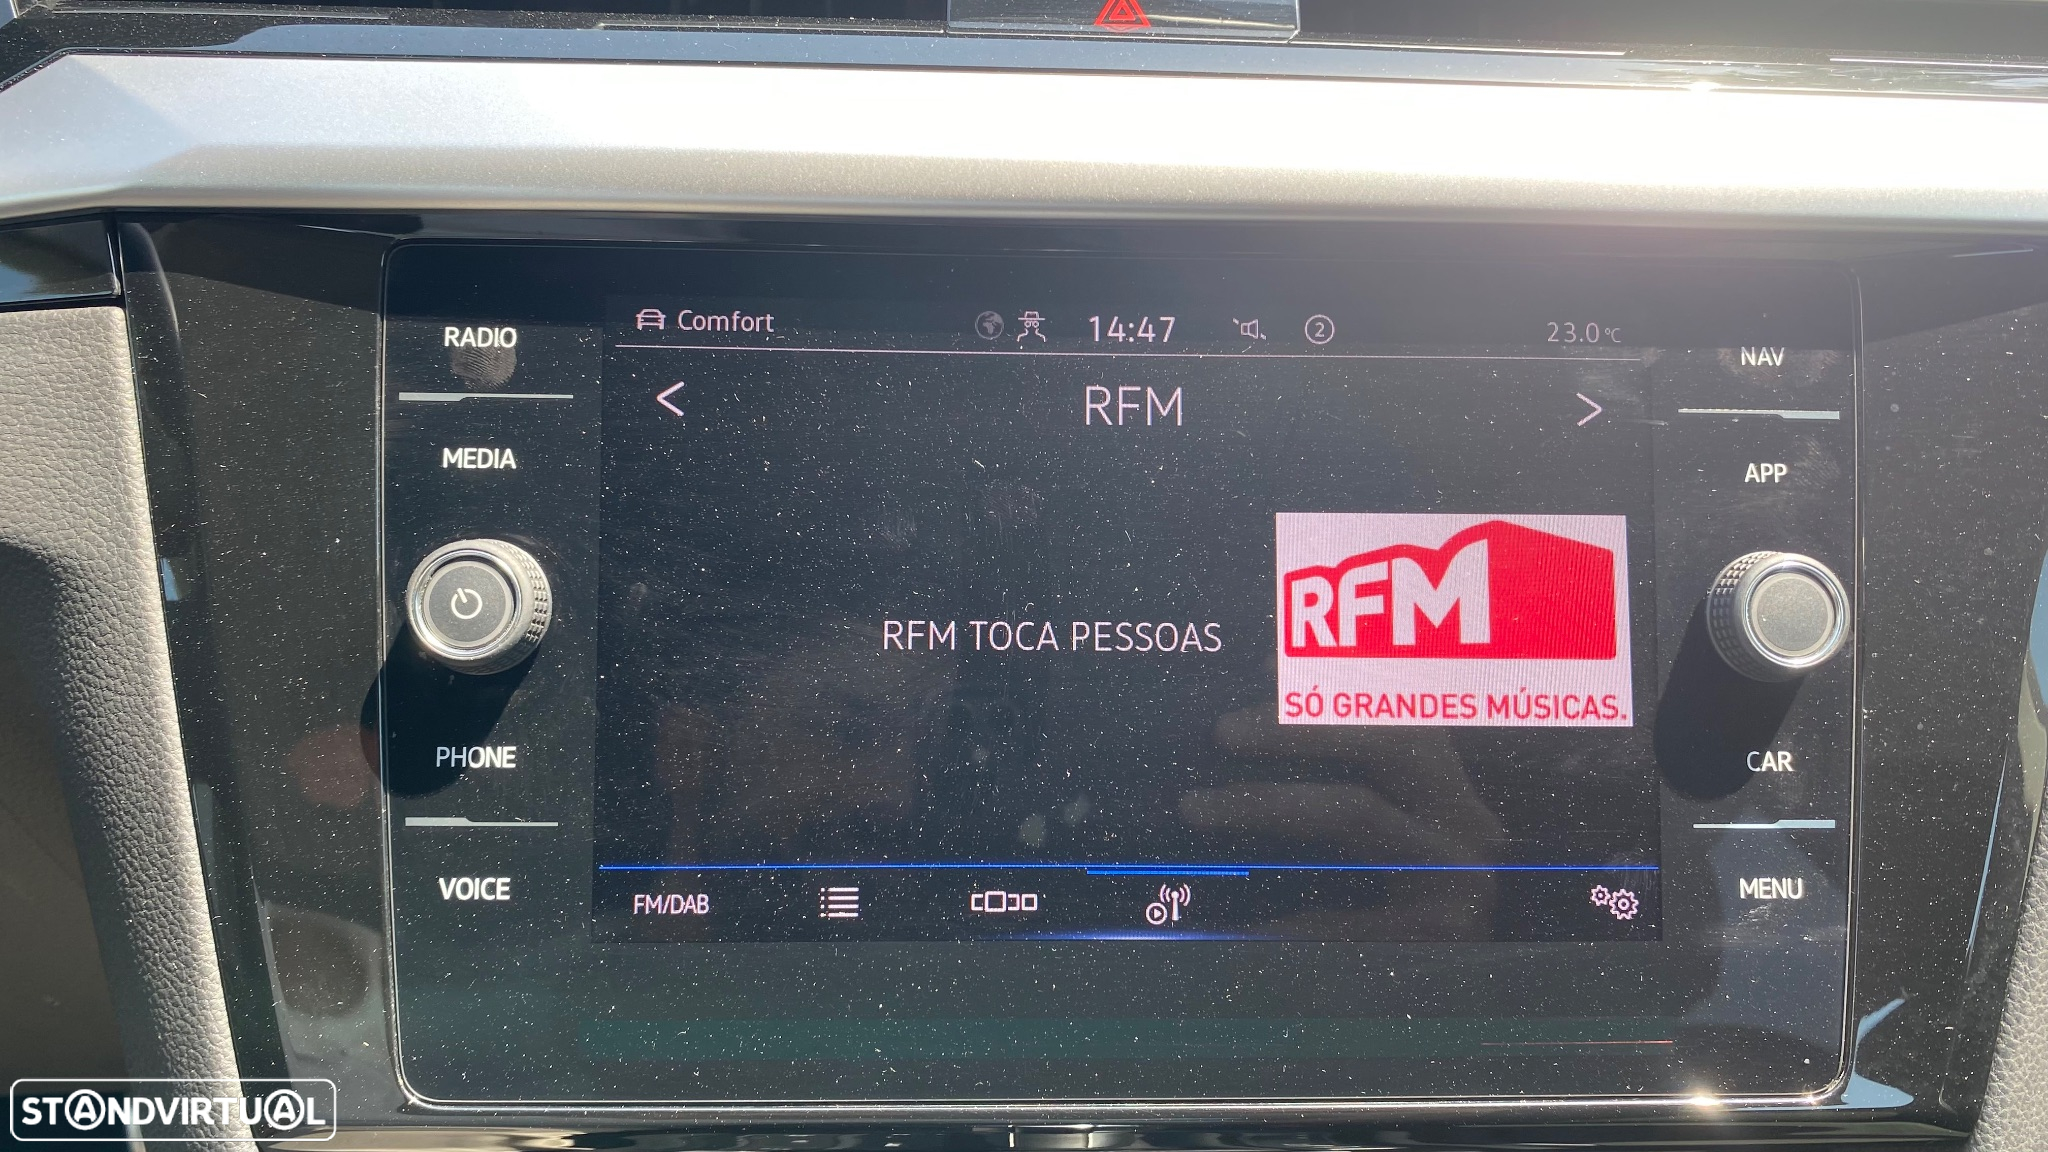 Comfort 14:47 2 23.0 °C
RADIO
NAV
< RFM >
MEDIA
APP
RFM TOCA PESSOAS
RFM
SÓ GRANDES MÚSICAS.
PHONE
CAR
VOICE
MENU
FM/DAB
STANDVIRTUAL